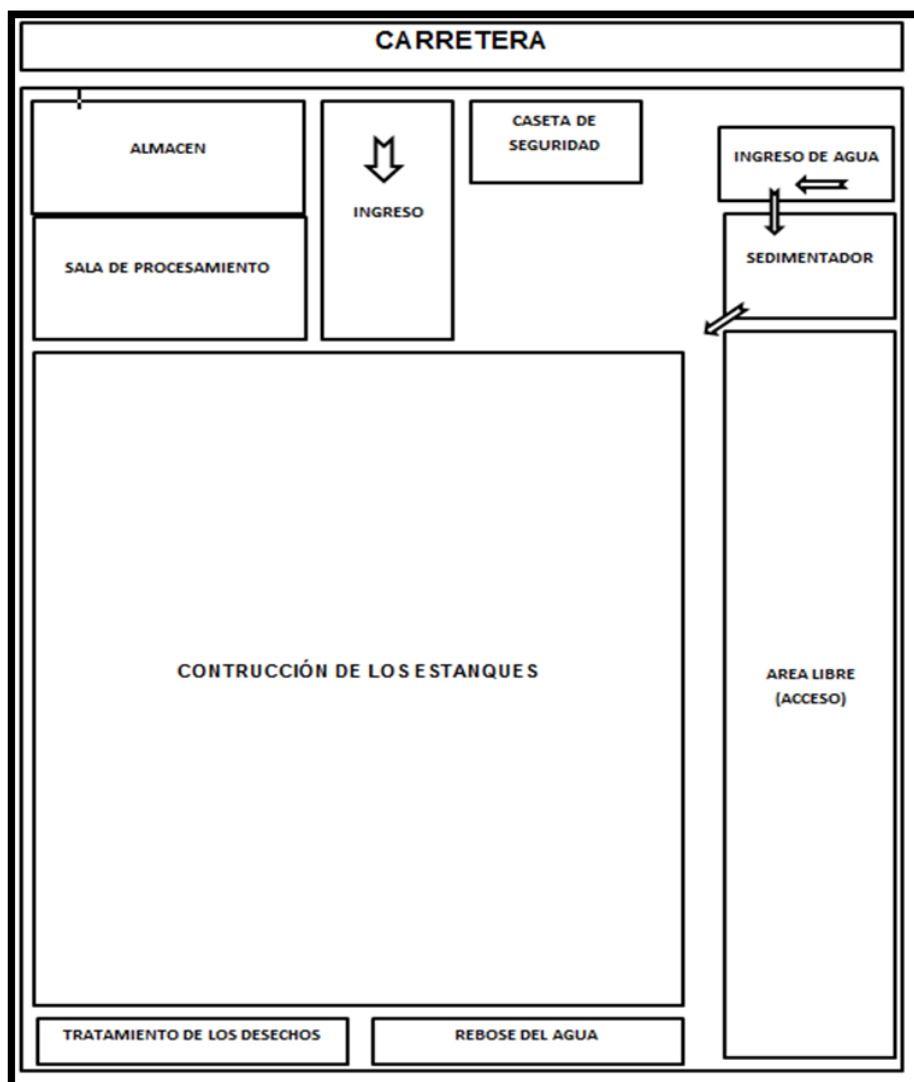 CARRETERA
ALMACEN
INGRESO
CASETA DE
SEGURIDAD
INGRESO DE AGUA
SALA DE PROCESAMIENTO
SEDIMENTADOR
CONTRUCCIÓN DE LOS ESTANQUES
AREA LIBRE
(ACCESO)
TRATAMIENTO DE LOS DESECHOS
REBOSE DEL AGUA